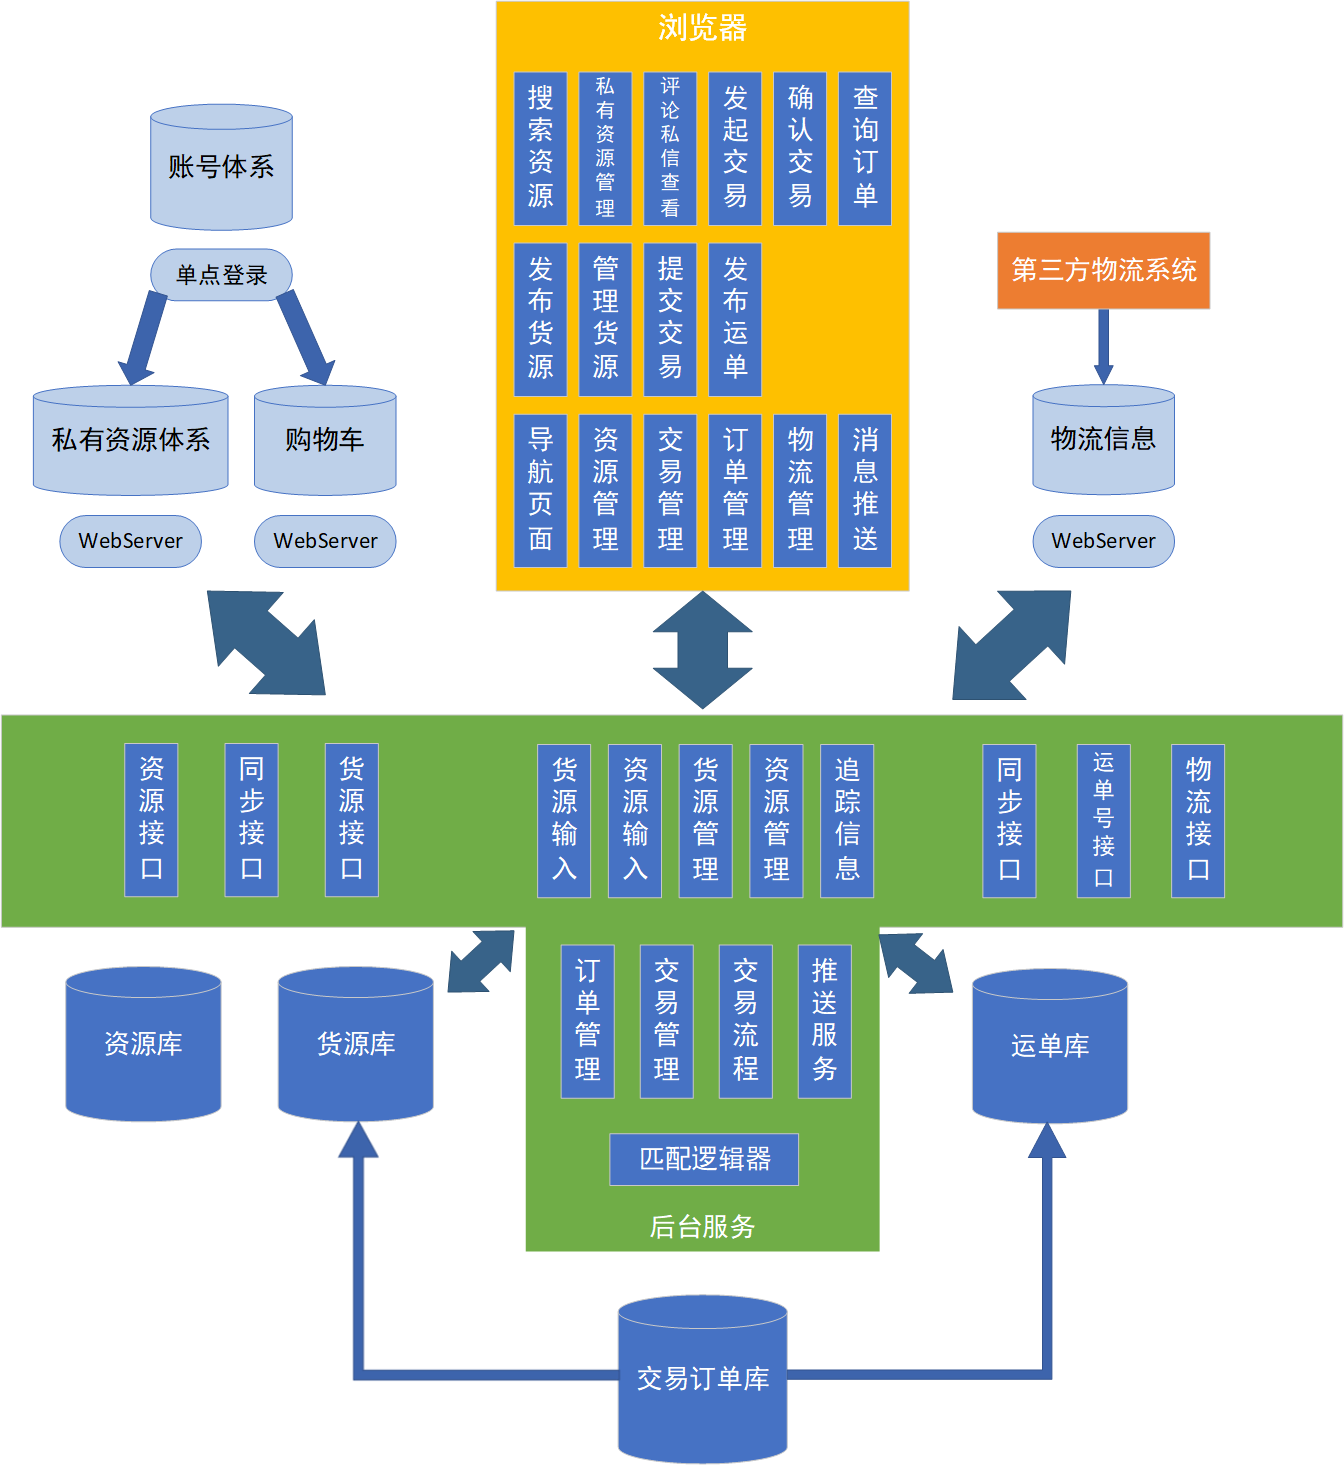 浏览器
搜索资源
私有资源管理
评论私信查看
发起交易
确认交易
查询订单
发布货源
管理货源
提交交易
发布运单
导航页面
资源管理
交易管理
订单管理
物流管理
消息推送
账号体系
单点登录
私有资源体系
购物车
WebServer
WebServer
第三方物流系统
物流信息
WebServer
资源接口
同步接口
货源接口
货源输入
资源输入
货源管理
资源管理
追踪信息
同步接口
运单号接口
物流接口
订单管理
交易管理
交易流程
推送服务
匹配逻辑器
后台服务
资源库
货源库
运单库
交易订单库